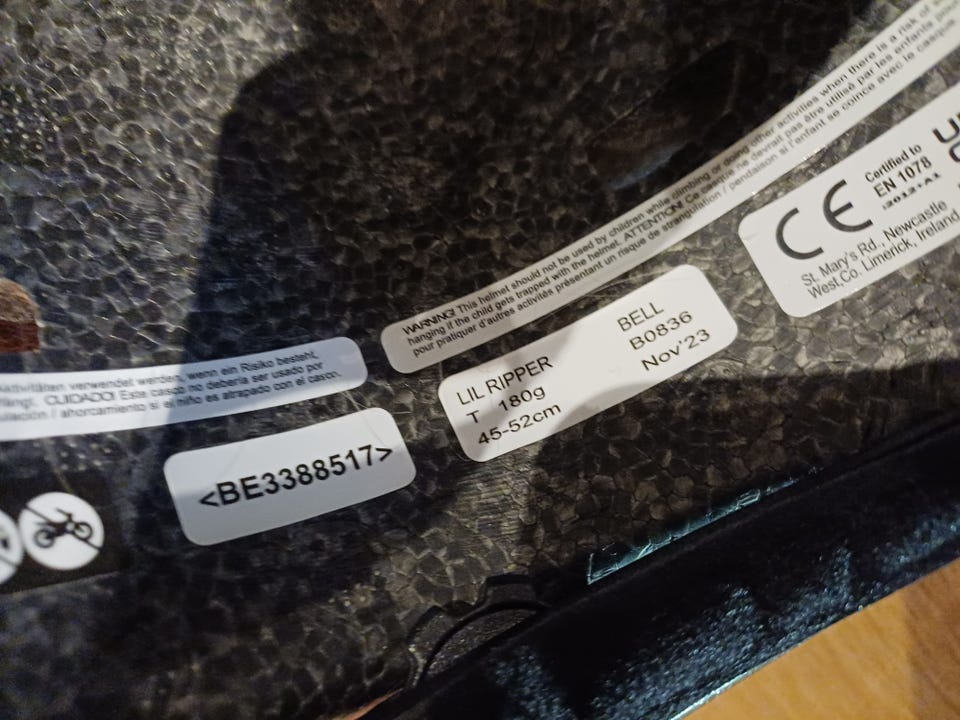 WARNING! This helmet should not be used by children while climbing or doing other activities when there is a risk of
hanging if the child gets trapped with the helmet. ATTENTION! Ce casque ne devrait pas être utilisé par les enfants
pour pratiquer d'autres activités présentant un risque de strangulation / pendaison si l'enfant se coince avec le casque
Aktivitäten verwendet werden, wenn ein Risiko besteht,
CUIDADO! Este casco no debería ser usado por
/ ahorcamiento si el niño es atrapado con el casco.
<BE3388517>
LIL RIPPER BELL
T 180g B0836
45-52cm Nov'23
CE Certified to
EN 1078
:2012+A1
St. Mary's Rd., Newcastle
West,Co. Limerick, Ireland